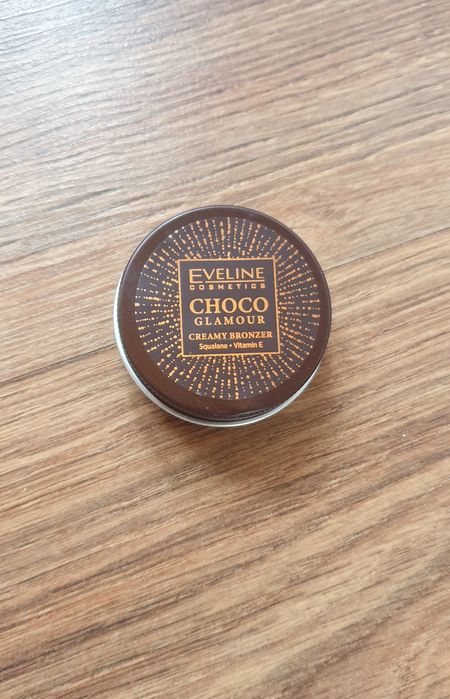 EVELINE
COSMETICS
CHOCO
GLAMOUR
CREAMY BRONZER
Squalane • Vitamin E